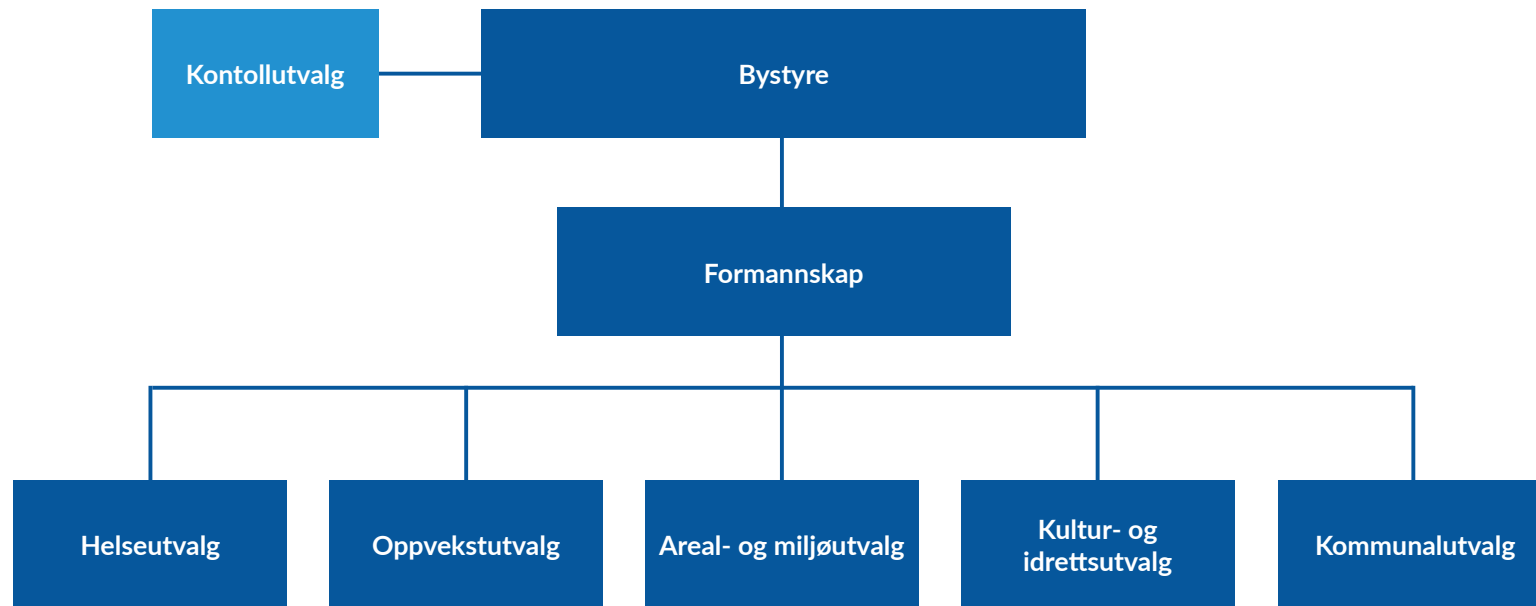 Kontollutvalg
Bystyre
Formannskap
Helseutvalg
Oppvekstutvalg
Areal- og miljøutvalg
Kultur- og
idrettsutvalg
Kommunalutvalg